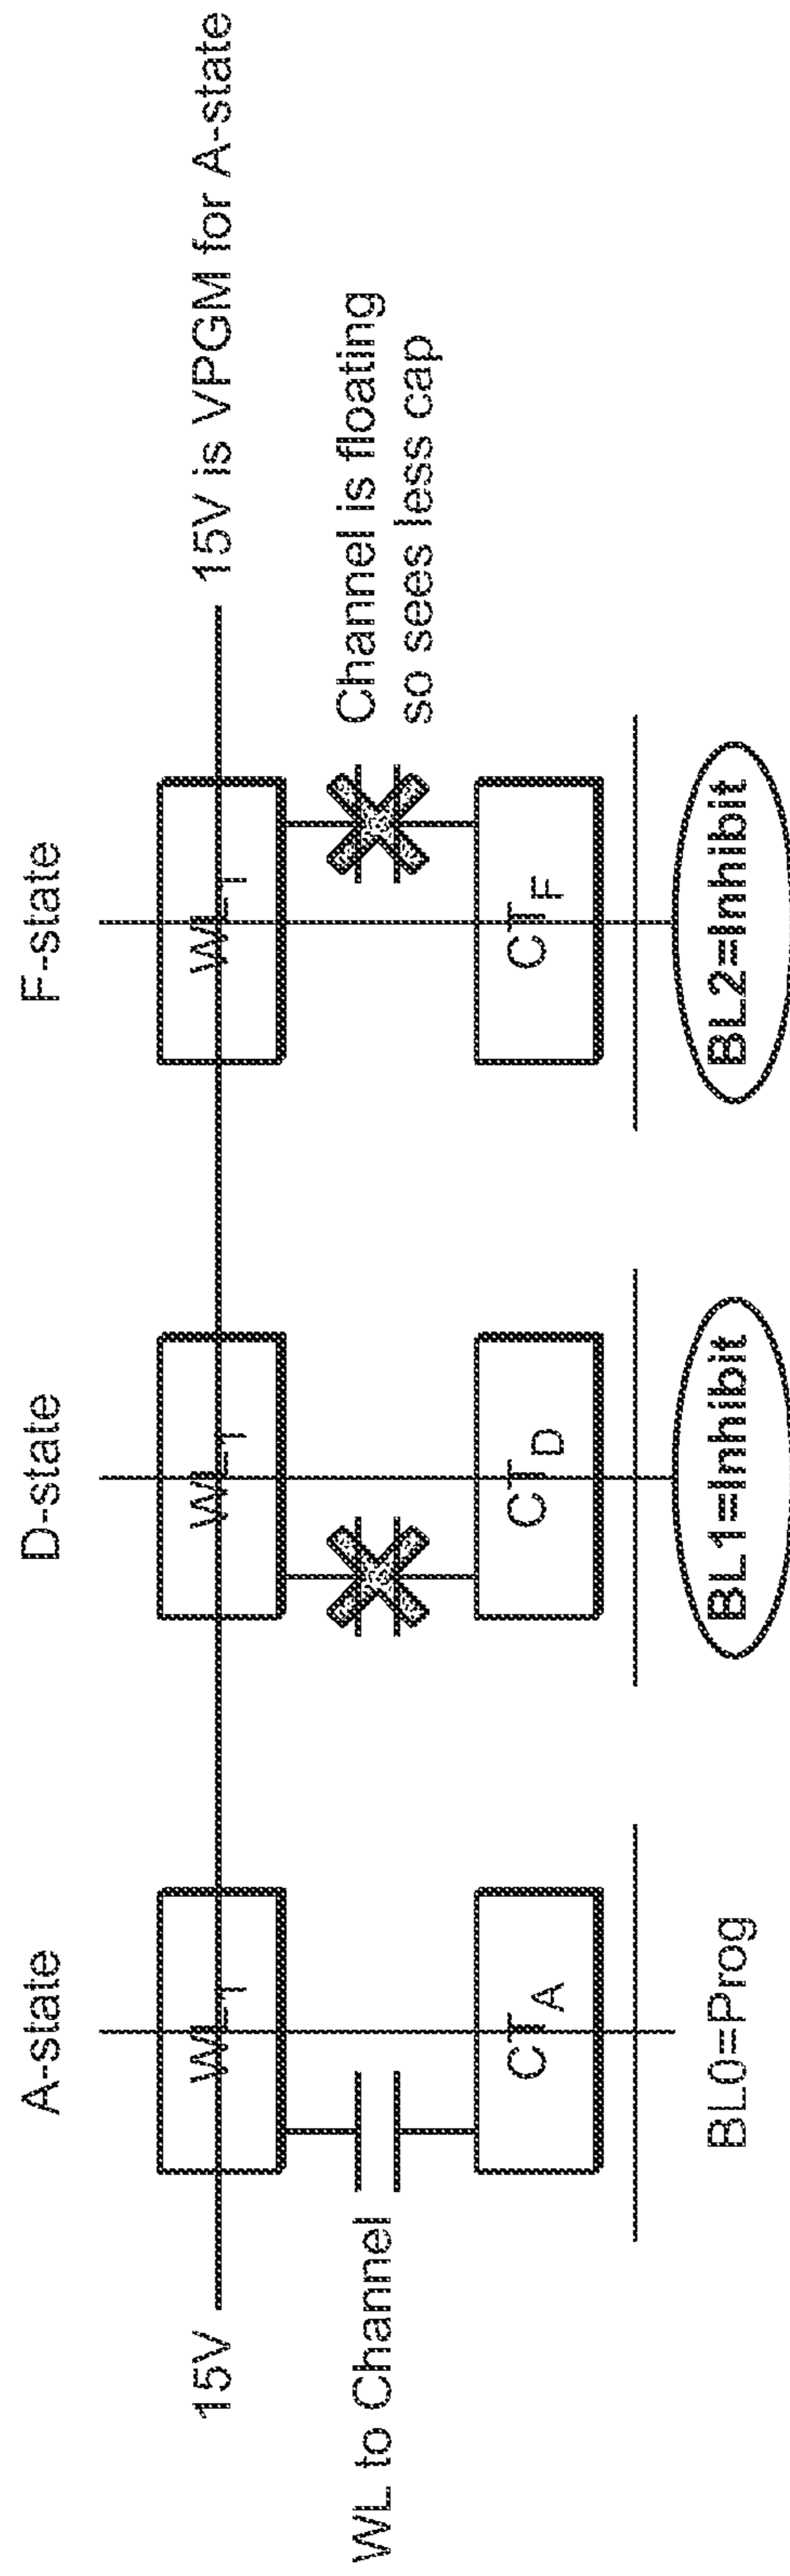 A-state
D-state
F-state
15V
WL1
WL1
WL1
15V is VPGM for A-state
WL to Channel
Channel is floating
so sees less cap
CTA
CTD
CTF
BL0=Prog
BL1=Inhibit
BL2=Inhibit